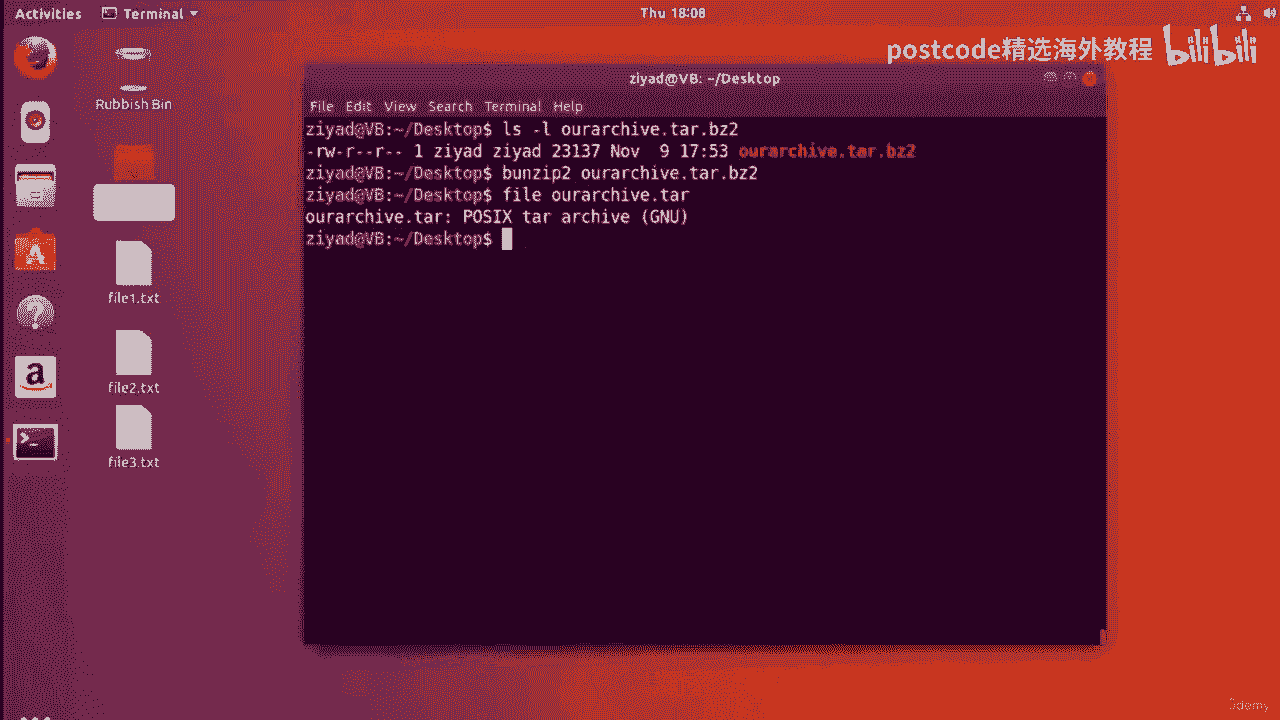 Activities
Terminal
Thu 18:08
postcode精选海外教程 bilibili
Rubbish Bin
file1.txt
file2.txt
file3.txt
ziyad@VB: ~/Desktop
File Edit View Search Terminal Help
ziyad@VB:~/Desktop$ ls -l ourarchive.tar.bz2
-rw-r--r-- 1 ziyad ziyad 23137 Nov  9 17:53 ourarchive.tar.bz2
ziyad@VB:~/Desktop$ bunzip2 ourarchive.tar.bz2
ziyad@VB:~/Desktop$ file ourarchive.tar
ourarchive.tar: POSIX tar archive (GNU)
ziyad@VB:~/Desktop$
Udemy